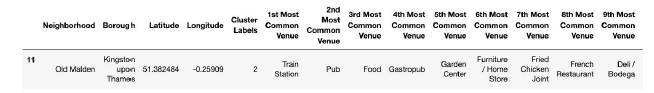 Neighborhood Borough Latitude Longitude Cluster Labels 1st Most Common Venue 2nd Most Common Venue 3rd Most Common Venue 4th Most Common Venue 5th Most Common Venue 6th Most Common Venue 7th Most Common Venue 8th Most Common Venue 9th Most Common Venue
11 Old Malden Kingston upon Thames 51.382484 -0.25909 2 Train Station Pub Food Gastropub Garden Center Furniture / Home Store Fried Chicken Joint French Restaurant Deli / Bodega